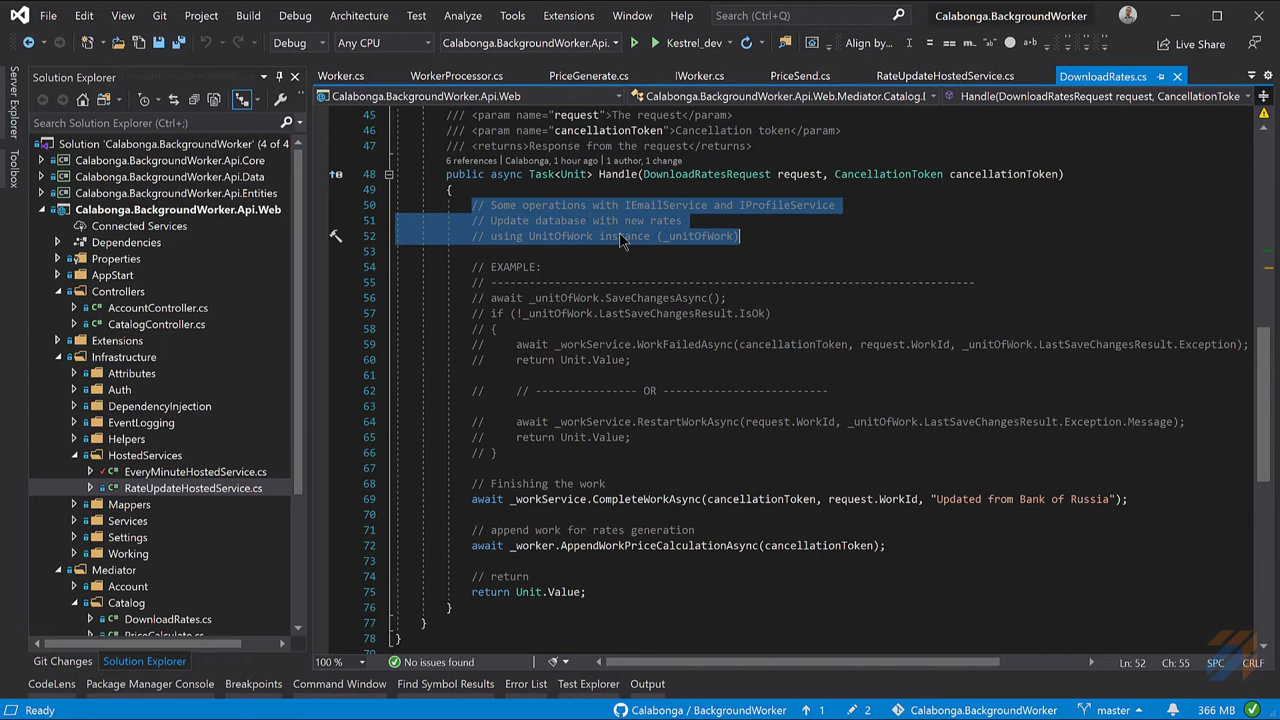 File Edit View Git Project Build Debug Architecture Test Analyze Tools Extensions Window Help Search (Ctrl+Q) Calabonga.BackgroundWorker
Debug Any CPU Calabonga.BackgroundWorker.Api. Kestrel_dev Align by... Live Share
Server Explorer
Toolbox
Solution Explorer
Search Solution Explorer (Ctrl+;)
Solution 'Calabonga.BackgroundWorker' (4 of 4)
Calabonga.BackgroundWorker.Api.Core
Calabonga.BackgroundWorker.Api.Data
Calabonga.BackgroundWorker.Api.Entities
Calabonga.BackgroundWorker.Api.Web
Connected Services
Dependencies
Properties
AppStart
Controllers
AccountController.cs
CatalogController.cs
Extensions
Infrastructure
Attributes
Auth
DependencyInjection
EventLogging
Helpers
HostedServices
EveryMinuteHostedService.cs
RateUpdateHostedService.cs
Mappers
Services
Settings
Working
Mediator
Account
Catalog
DownloadRates.cs
PriceCalculate.cs
Git Changes Solution Explorer
Worker.cs WorkerProcessor.cs PriceGenerate.cs IWorker.cs PriceSend.cs RateUpdateHostedService.cs DownloadRates.cs
Calabonga.BackgroundWorker.Api.Web Calabonga.BackgroundWorker.Api.Web.Mediator.Catalog.D Handle(DownloadRatesRequest request, CancellationToke
45 /// <param name="request">The request</param>
46 /// <param name="cancellationToken">Cancellation token</param>
47 /// <returns>Response from the request</returns>
6 references | Calabonga, 1 hour ago | 1 author, 1 change
48 public async Task<Unit> Handle(DownloadRatesRequest request, CancellationToken cancellationToken)
49 {
50 // Some operations with IEmailService and IProfileService
51 // Update database with new rates
52 // using UnitOfWork instance (_unitOfWork)
53
54 // EXAMPLE:
55 // ---------------------------------------------------------------------------
56 // await _unitOfWork.SaveChangesAsync();
57 // if (!_unitOfWork.LastSaveChangesResult.IsOk)
58 // {
59 // await _workService.WorkFailedAsync(cancellationToken, request.WorkId, _unitOfWork.LastSaveChangesResult.Exception);
60 // return Unit.Value;
61
62 // // ---------------- OR --------------------------
63
64 // await _workService.RestartWorkAsync(request.WorkId, _unitOfWork.LastSaveChangesResult.Exception.Message);
65 // return Unit.Value;
66 // }
67
68 // Finishing the work
69 await _workService.CompleteWorkAsync(cancellationToken, request.WorkId, "Updated from Bank of Russia");
70
71 // append work for rates generation
72 await _worker.AppendWorkPriceCalculationAsync(cancellationToken);
73
74 // return
75 return Unit.Value;
76 }
77 }
78 }
100 % No issues found Ln: 52 Ch: 55 SPC CRLF
CodeLens Package Manager Console Breakpoints Command Window Find Symbol Results Error List Test Explorer Output
Ready Calabonga / BackgroundWorker 1 2 Calabonga.BackgroundWorker master 366 MB